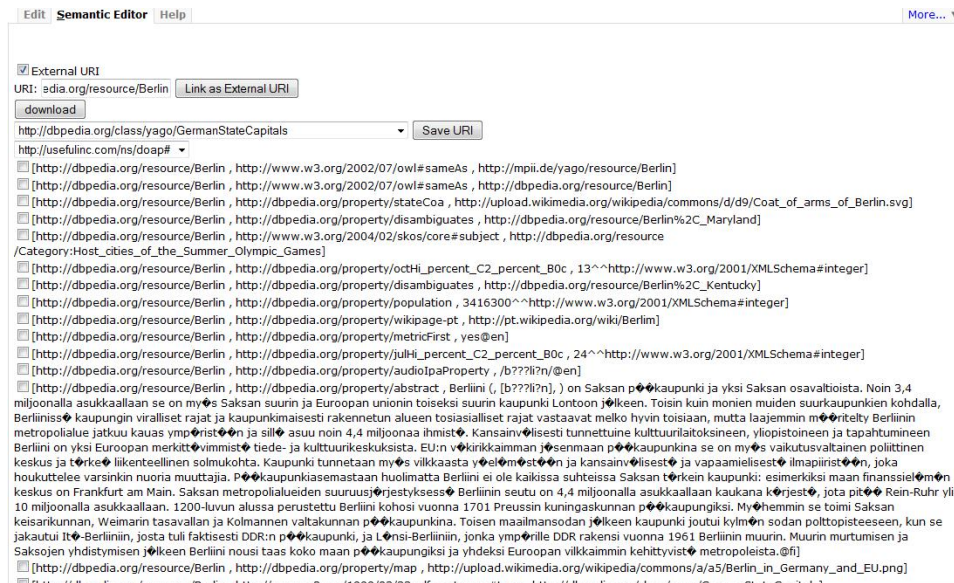 Edit Semantic Editor Help More...
External URI
URI: edia.org/resource/Berlin Link as External URI
download
http://dbpedia.org/class/yago/GermanStateCapitals Save URI
http://usefulinc.com/ns/doap#
[http://dbpedia.org/resource/Berlin , http://www.w3.org/2002/07/owl#sameAs , http://mpii.de/yago/resource/Berlin]
[http://dbpedia.org/resource/Berlin , http://www.w3.org/2002/07/owl#sameAs , http://dbpedia.org/resource/Berlin]
[http://dbpedia.org/resource/Berlin , http://dbpedia.org/property/stateCoa , http://upload.wikimedia.org/wikipedia/commons/d/d9/Coat_of_arms_of_Berlin.svg]
[http://dbpedia.org/resource/Berlin , http://dbpedia.org/property/disambiguates , http://dbpedia.org/resource/Berlin%2C_Maryland]
[http://dbpedia.org/resource/Berlin , http://www.w3.org/2004/02/skos/core#subject , http://dbpedia.org/resource
/Category:Host_cities_of_the_Summer_Olympic_Games]
[http://dbpedia.org/resource/Berlin , http://dbpedia.org/property/octHi_percent_C2_percent_B0c , 13^^http://www.w3.org/2001/XMLSchema#integer]
[http://dbpedia.org/resource/Berlin , http://dbpedia.org/property/disambiguates , http://dbpedia.org/resource/Berlin%2C_Kentucky]
[http://dbpedia.org/resource/Berlin , http://dbpedia.org/property/population , 3416300^^http://www.w3.org/2001/XMLSchema#integer]
[http://dbpedia.org/resource/Berlin , http://dbpedia.org/property/wikipage-pt , http://pt.wikipedia.org/wiki/Berlim]
[http://dbpedia.org/resource/Berlin , http://dbpedia.org/property/metricFirst , yes@en]
[http://dbpedia.org/resource/Berlin , http://dbpedia.org/property/julHi_percent_C2_percent_B0c , 24^^http://www.w3.org/2001/XMLSchema#integer]
[http://dbpedia.org/resource/Berlin , http://dbpedia.org/property/audioIpaProperty , /b???li?n/@en]
[http://dbpedia.org/resource/Berlin , http://dbpedia.org/property/abstract , Berliini (, [b???li?n], ) on Saksan p��kaupunki ja yksi Saksan osavaltioista. Noin 3,4
miljoonalla asukkaallaan se on my�s Saksan suurin ja Euroopan unionin toiseksi suurin kaupunki Lontoon j�lkeen. Toisin kuin monien muiden suurkaupunkien kohdalla,
Berliiniss� kaupungin viralliset rajat ja kaupunkimaisesti rakennetun alueen tosiasialliset rajat vastaavat melko hyvin toisiaan, mutta laajemmin m��ritelty Berliinin
metropolialue jatkuu kauas ymp�rist��n ja sill� asuu noin 4,4 miljoonaa ihmist�. Kansainv�lisesti tunnettuine kulttuurilaitoksineen, yliopistoineen ja tapahtumineen
Berliini on yksi Euroopan merkitt�vimmist� tiede- ja kulttuurikeskuksista. EU:n v�kirikkaimman j�senmaan p��kaupunkina se on my�s vaikutusvaltainen poliittinen
keskus ja t�rke� liikenteellinen solmukohta. Kaupunki tunnetaan my�s vilkkaasta y�el�m�st��n ja kansainv�lisest� ja vapaamielisest� ilmapiirist��n, joka
houkuttelee varsinkin nuoria muuttajia. P��kaupunkiasemastaan huolimatta Berliini ei ole kaikissa suhteissa Saksan t�rkein kaupunki: esimerkiksi maan finanssiel�m�n
keskus on Frankfurt am Main. Saksan metropolialueiden suuruusj�rjestyksess� Berliinin seutu on 4,4 miljoonalla asukkaallaan kaukana k�rjest�, jota pit�� Rein-Ruhr yli
10 miljoonalla asukkaallaan. 1200-luvun alussa perustettu Berliini kohosi vuonna 1701 Preussin kuningaskunnan p��kaupungiksi. My�hemmin se toimi Saksan
keisarikunnan, Weimarin tasavallan ja Kolmannen valtakunnan p��kaupunkina. Toisen maailmansodan j�lkeen kaupunki joutui kylm�n sodan polttopisteeseen, kun se
jakautui It�-Berliiniin, josta tuli faktisesti DDR:n p��kaupunki, ja L�nsi-Berliiniin, jonka ymp�rille DDR rakensi vuonna 1961 Berliinin muurin. Muurin murtumisen ja
Saksojen yhdistymisen j�lkeen Berliini nousi taas koko maan p��kaupungiksi ja yhdeksi Euroopan vilkkaimmin kehittyvist� metropoleista.@fi]
[http://dbpedia.org/resource/Berlin , http://dbpedia.org/property/map , http://upload.wikimedia.org/wikipedia/commons/a/a5/Berlin_in_Germany_and_EU.png]